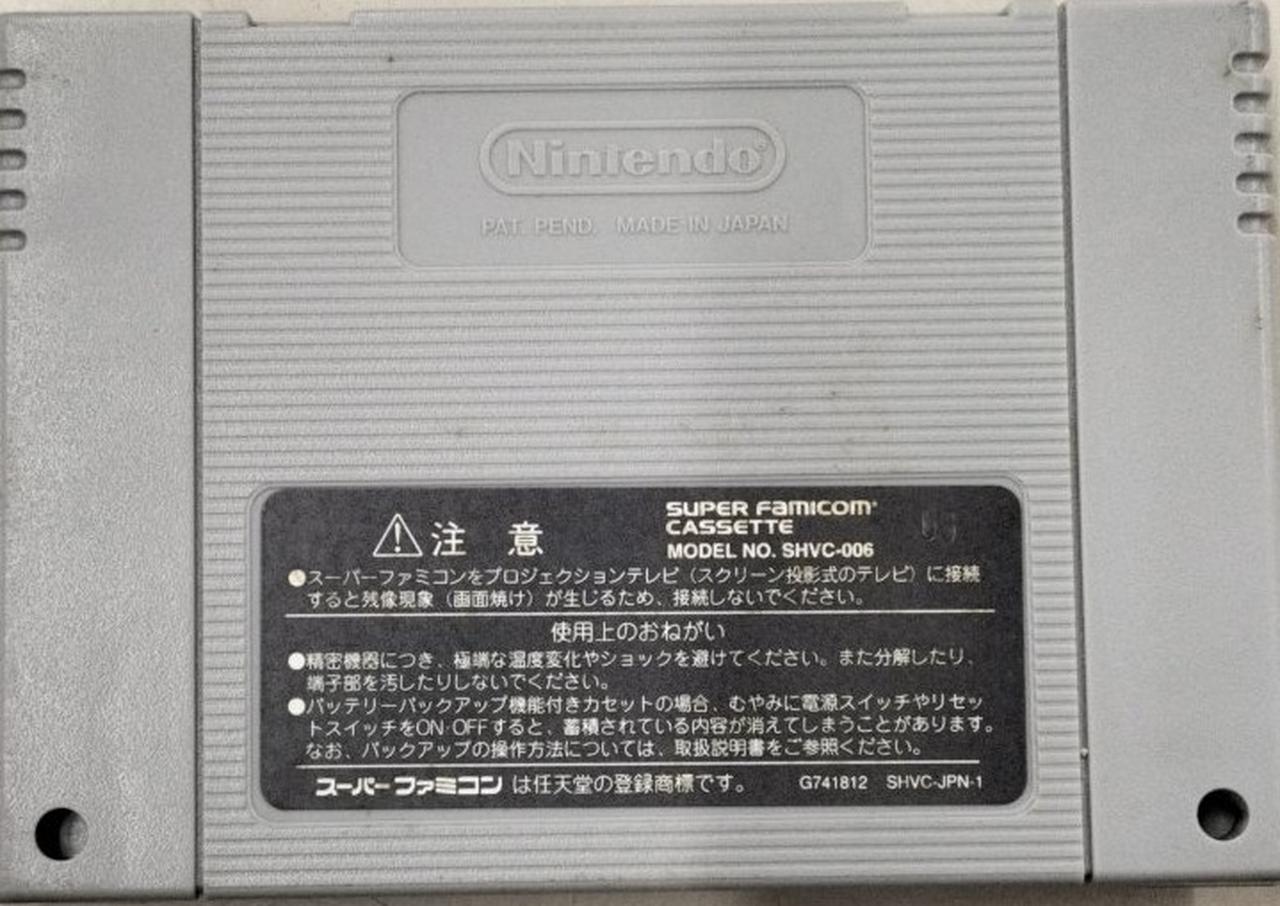 Nintendo®
PAT. PEND. MADE IN JAPAN
注 意
SUPER FAMICOM
CASSETTE
MODEL NO. SHVC-006
●スーパーファミコンをプロジェクションテレビ（スクリーン投影式のテレビ）に接続
すると残像現象（画面焼け）が生じるため、接続しないでください。
使用上のおねがい
●精密機器につき、極端な温度変化やショックを避けてください。また分解したり、
端子部を汚したりしないでください。
●バッテリーバックアップ機能付きカセットの場合、むやみに電源スイッチやリセッ
トスイッチをON·OFFすると、蓄積されている内容が消えてしまうことがあります。
なお、バックアップの操作方法については、取扱説明書をご参照ください。
スーパーファミコンは任天堂の登録商標です。 G741812 SHVC-JPN-1